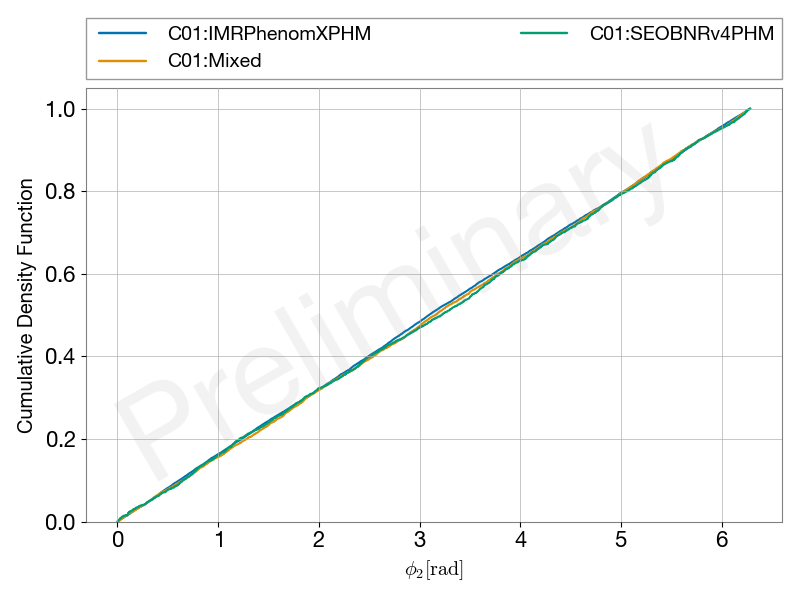 C01:IMRPhenomXPHM
C01:Mixed
C01:SEOBNRv4PHM
Cumulative Density Function
1.0
0.8
0.6
0.4
0.2
0.0
0 1 2 3 4 5 6
ϕ₂[rad]
Preliminary